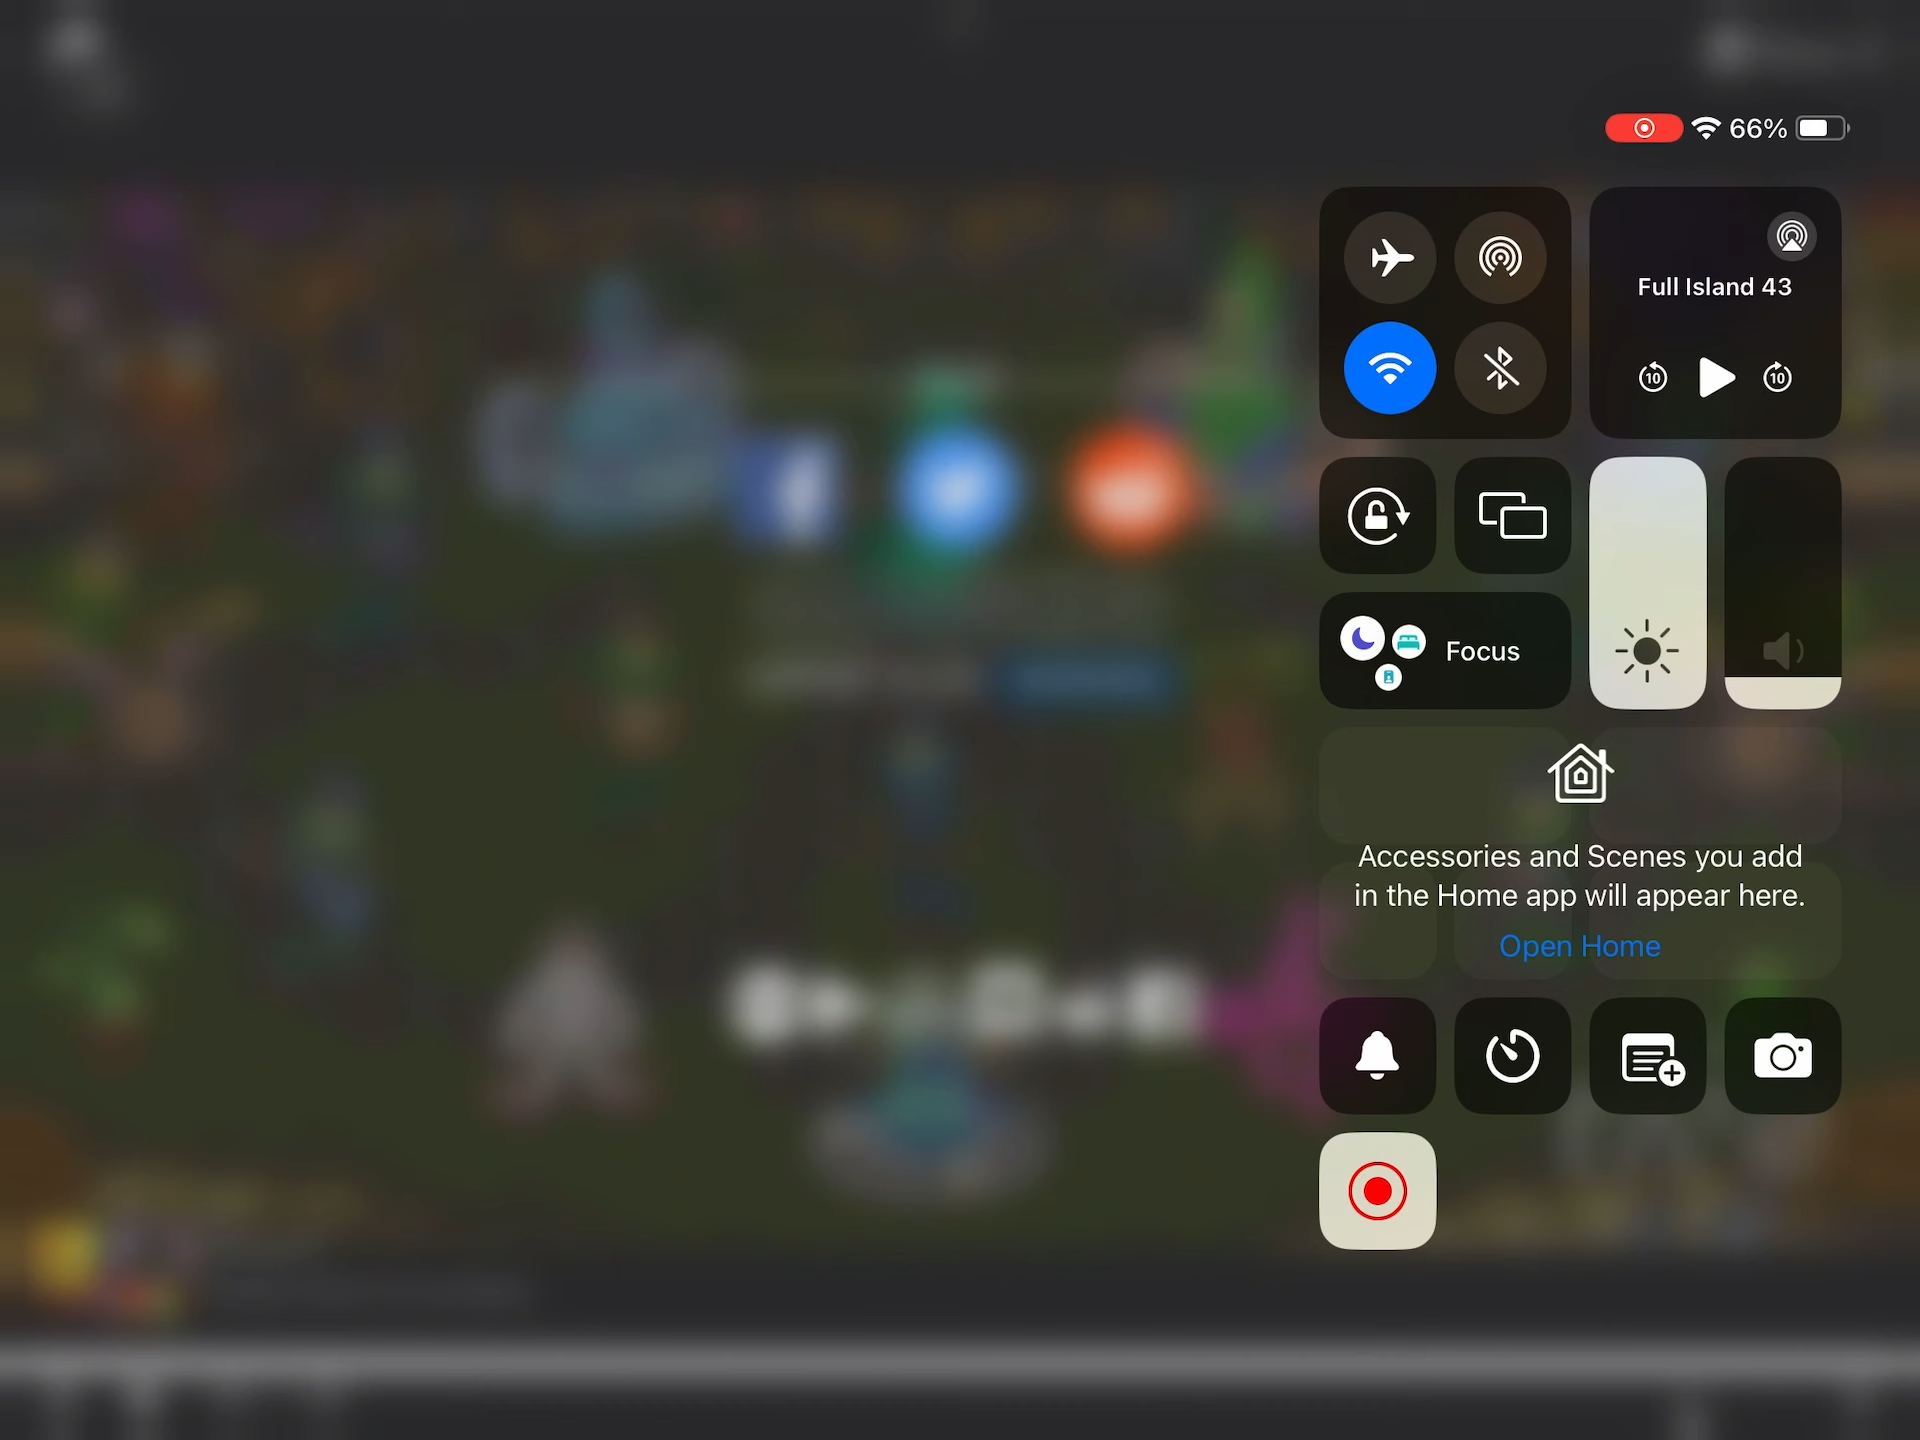 66%
Full Island 43
10
10
Focus
Accessories and Scenes you add
in the Home app will appear here.
Open Home